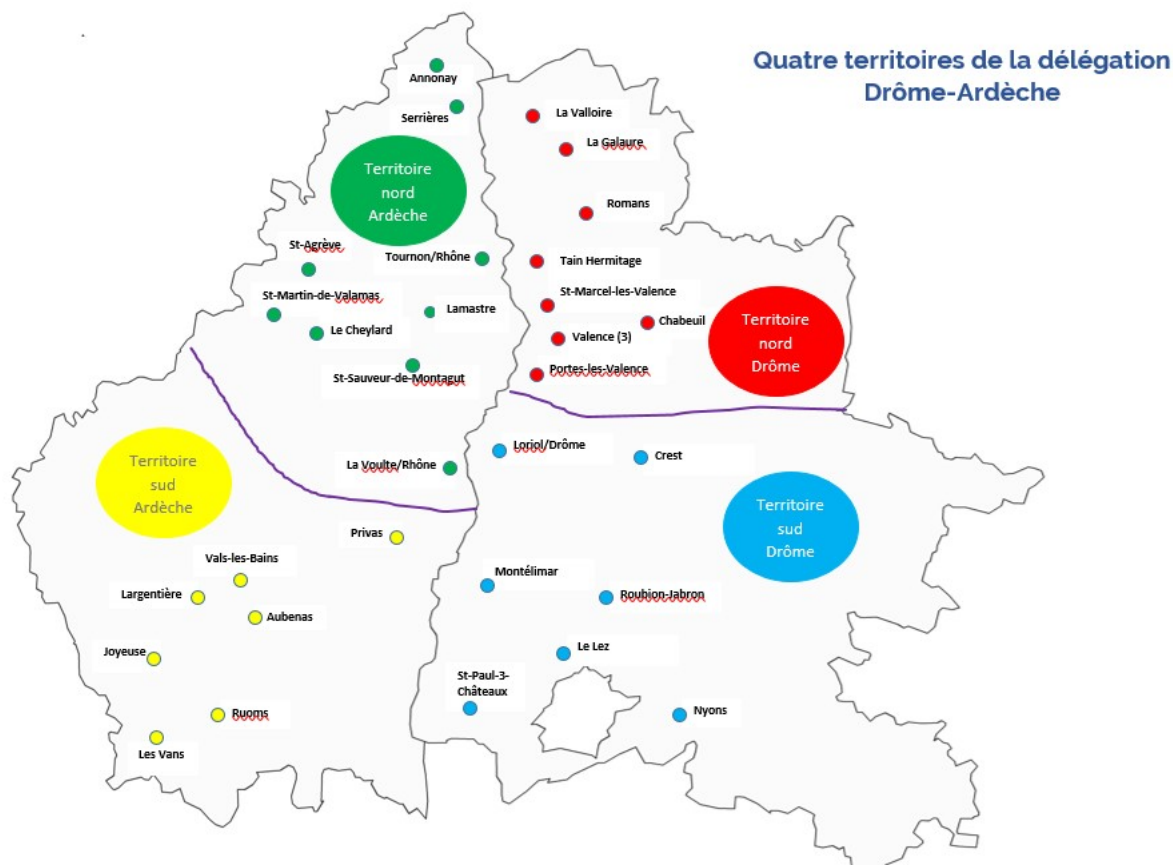 Quatre territoires de la délégation
Drôme-Ardèche
Annonay
Serrières
La Valloire
La Galaure
Territoire
nord
Ardèche
Romans
St-Agrève
Tournon/Rhône
Tain Hermitage
St-Martin-de-Valamas
Lamastre
St-Marcel-les-Valence
Chabeuil
Le Cheylard
Valence (3)
Territoire
nord
Drôme
St-Sauveur-de-Montagut
Portes-les-Valence
Territoire
sud
Ardèche
La Voulte/Rhône
Loriol/Drôme
Crest
Territoire
sud
Drôme
Privas
Vals-les-Bains
Largentière
Aubenas
Montélimar
Roubion-Jabron
Joyeuse
Le Lez
St-Paul-3-
Châteaux
Ruoms
Nyons
Les Vans